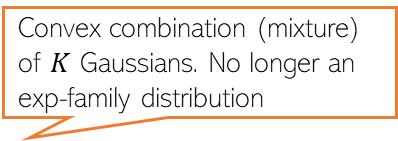 Convex combination (mixture)
of K Gaussians. No longer an
exp-family distribution